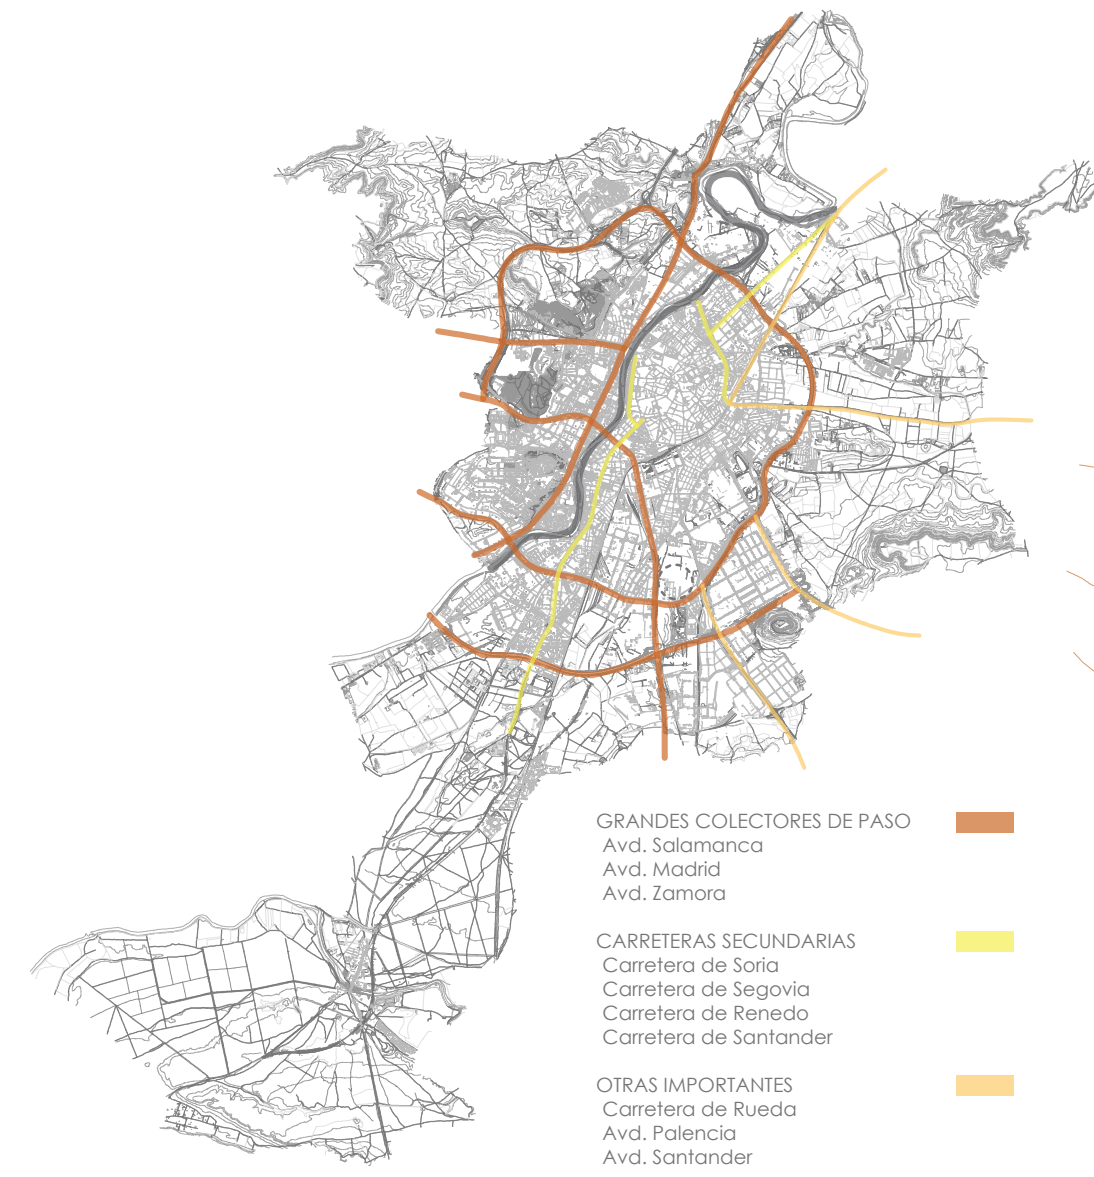 GRANDES COLECTORES DE PASO
Avd. Salamanca
Avd. Madrid
Avd. Zamora
CARRETERAS SECUNDARIAS
Carretera de Soria
Carretera de Segovia
Carretera de Renedo
Carretera de Santander
OTRAS IMPORTANTES
Carretera de Rueda
Avd. Palencia
Avd. Santander